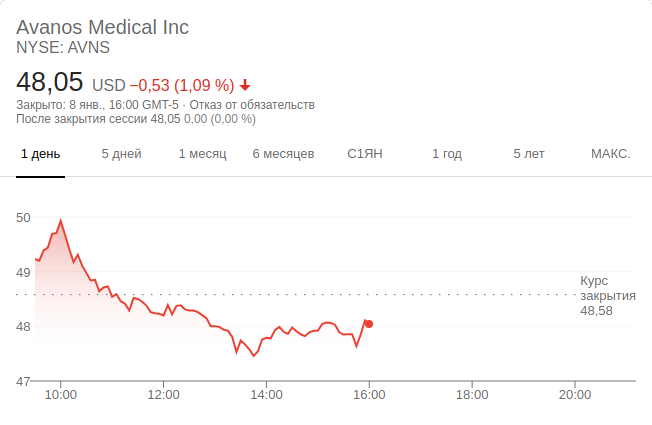 Avanos Medical Inc
NYSE: AVNS
48,05 USD −0,53 (1,09 %)
Закрыто: 8 янв., 16:00 GMT-5 · Отказ от обязательств
После закрытия сессии 48,05 0,00 (0,00 %)
1 день 5 дней 1 месяц 6 месяцев С1ЯН 1 год 5 лет МАКС.
50
49
Курс
закрытия
48,58
48
47
10:00 12:00 14:00 16:00 18:00 20:00